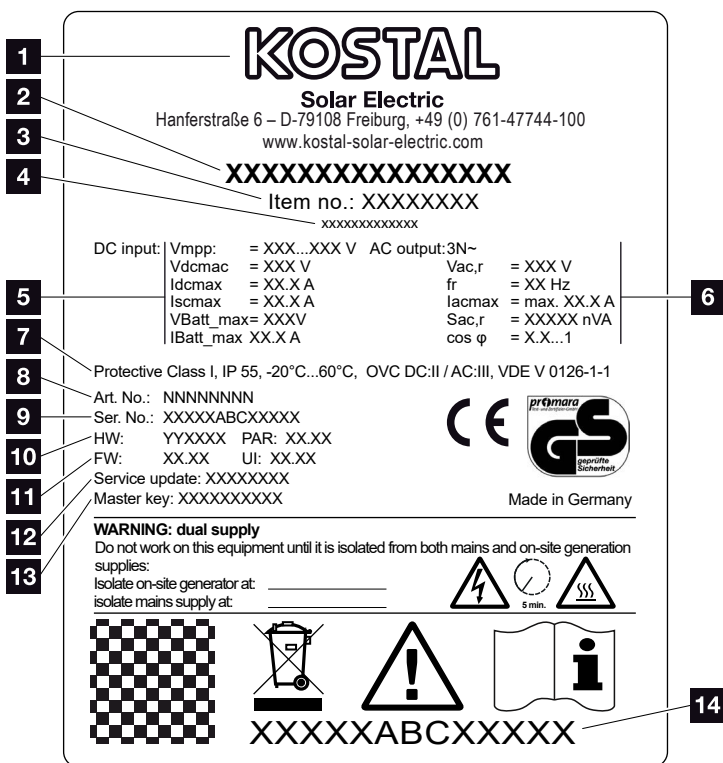 1
KOSTAL
2
Solar Electric
Hanferstraße 6 – D-79108 Freiburg, +49 (0) 761-47744-100
3
www.kostal-solar-electric.com
4
XXXXXXXXXXXXXXXX
Item no.: XXXXXXXX
xxxxxxxxxxxxx
DC input: Vmpp: = XXX...XXX V AC output: 3N~
Vdcmac = XXX V Vac,r = XXX V
5 Idcmax = XX.X A fr = XX Hz 6
Iscmax = XX.X A Iacmax = max. XX.X A
VBatt_max= XXXV Sac,r = XXXXX nVA
7 IBatt_max XX.X A cos φ = X.X...1
Protective Class I, IP 55, -20°C...60°C, OVC DC:II / AC:III, VDE V 0126-1-1
8 Art. No.: NNNNNNNN
9 Ser. No.: XXXXXABCXXXXX
10 HW: YYXXXX PAR: XX.XX
11 FW: XX.XX UI: XX.XX
12 Service update: XXXXXXXX
13 Master key: XXXXXXXXXX
CE
prómara
GS
geprüfte
Sicherheit
Made in Germany
WARNING: dual supply
Do not work on this equipment until it is isolated from both mains and on-site generation
supplies:
Isolate on-site generator at:
isolate mains supply at:
5 min.
i
XXXXXABCXXXXX
14